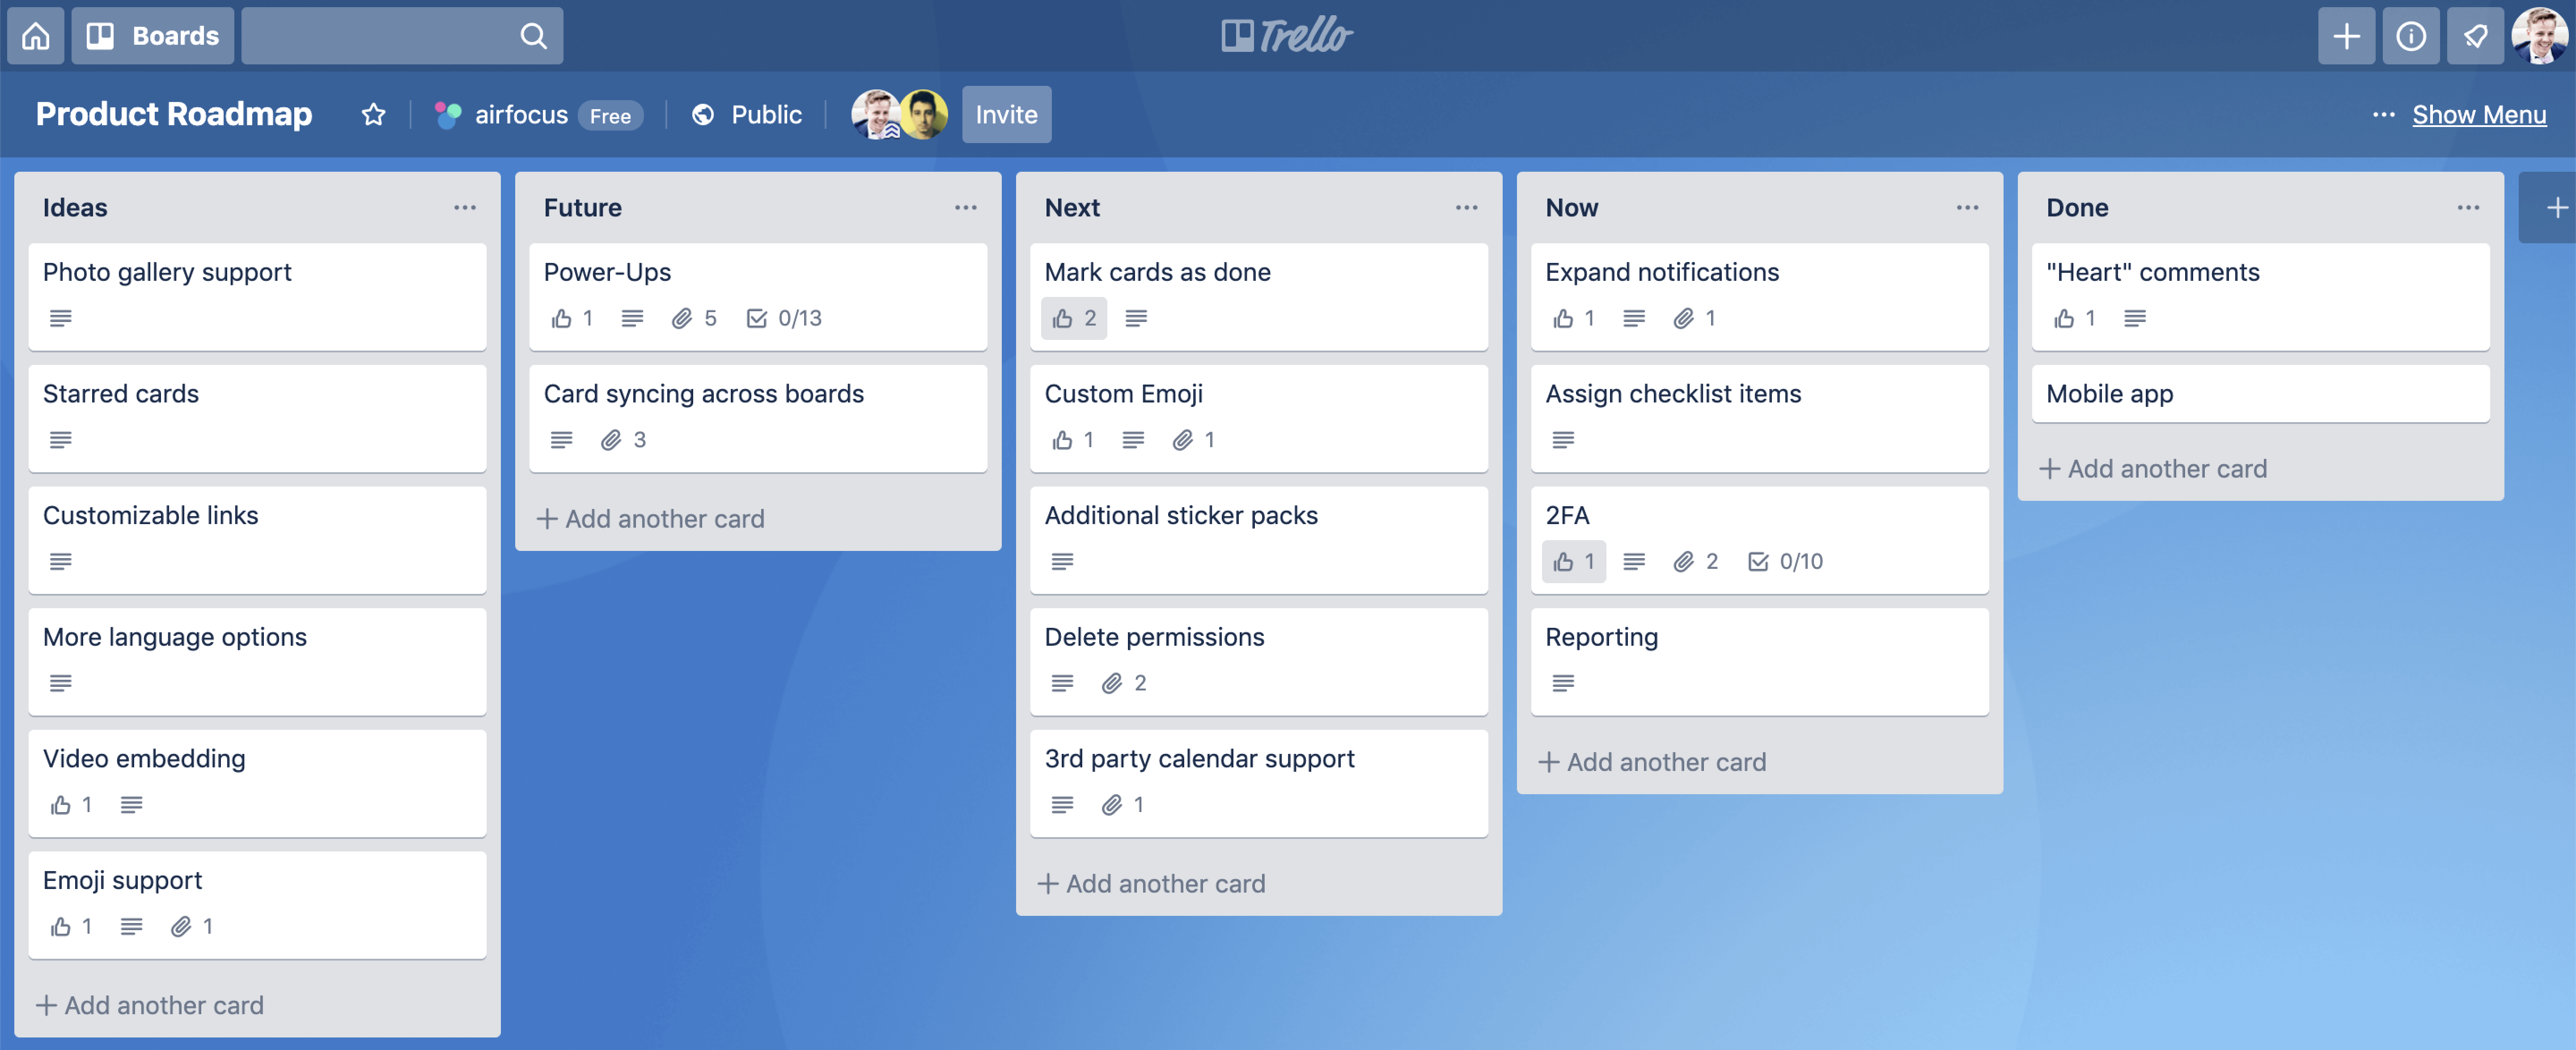 Boards
Trello
Product Roadmap
airfocus Free
Public
Invite
... Show Menu
Ideas
Photo gallery support
Starred cards
Customizable links
More language options
Video embedding
1
Emoji support
1 1
+ Add another card
Future
Power-Ups
1 5 0/13
Card syncing across boards
3
+ Add another card
Next
Mark cards as done
2
Custom Emoji
1 1
Additional sticker packs
Delete permissions
2
3rd party calendar support
1
+ Add another card
Now
Expand notifications
1 1
Assign checklist items
2FA
1 2 0/10
Reporting
+ Add another card
Done
"Heart" comments
1
Mobile app
+ Add another card